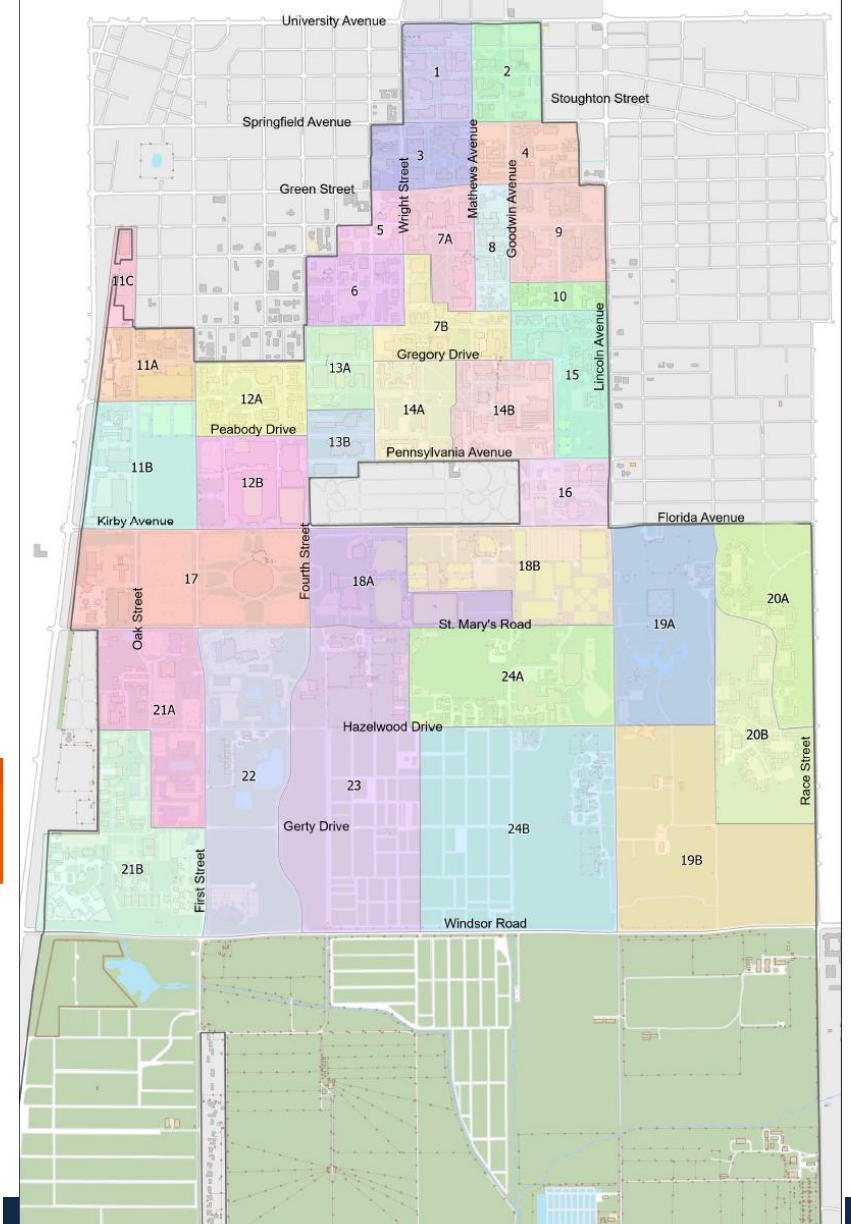 University Avenue
1
2
Stoughton Street
Springfield Avenue
3
Mathews Avenue
4
Green Street
Wright Street
Goodwin Avenue
5
7A
8
9
11C
6
10
7B
Lincoln Avenue
Gregory Drive
11A
13A
15
12A
14A
14B
Peabody Drive
13B
Pennsylvania Avenue
11B
12B
16
Kirby Avenue
Florida Avenue
Fourth Street
17
18A
18B
20A
Oak Street
St. Mary's Road
19A
24A
21A
Hazelwood Drive
20B
Race Street
22
23
Gerty Drive
24B
21B
First Street
19B
Windsor Road